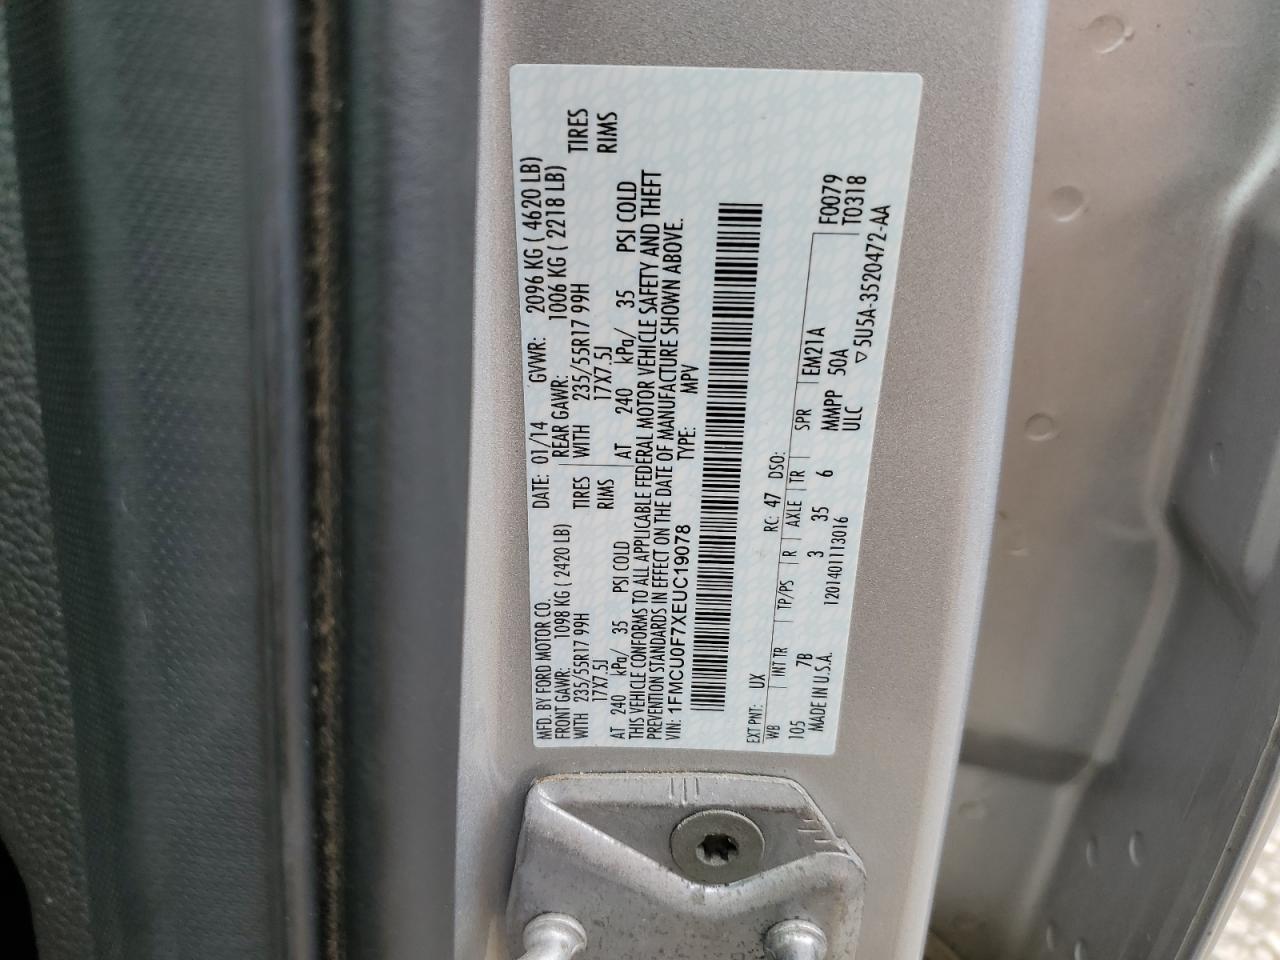 MFD. BY FORD MOTOR CO. DATE: 01/14 GVWR: 2096 KG ( 4620 LB)
FRONT GAWR: 1098 KG ( 2420 LB) REAR GAWR: 1006 KG ( 2218 LB)
WITH 235/55R17 99H TIRES WITH 235/55R17 99H TIRES
17X7.5J RIMS 17X7.5J RIMS
AT 240 kPa/ 35 PSI COLD AT 240 kPa/ 35 PSI COLD
THIS VEHICLE CONFORMS TO ALL APPLICABLE FEDERAL MOTOR VEHICLE SAFETY AND THEFT
PREVENTION STANDARDS IN EFFECT ON THE DATE OF MANUFACTURE SHOWN ABOVE.
VIN: 1FMCU0F7XEUC19078 TYPE: MPV
EXT PNT: UX RC: 47 DSO:
WB INT TR TP/PS R AXLE TR SPR EM21A F0079
105 7B 3 35 6 MMPP 50A T0318
MADE IN U.S.A. 1201401113016 ULC ▽5U5A-3520472-AA